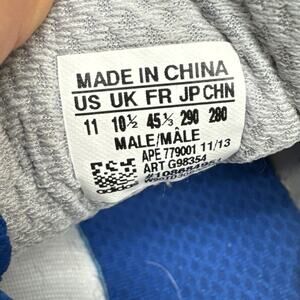 MADE IN CHINA
US UK FR JP CHN
11 10½ 45⅓ 290 280
MALE/MÂLE
APE 779001 11/13
ART G98354